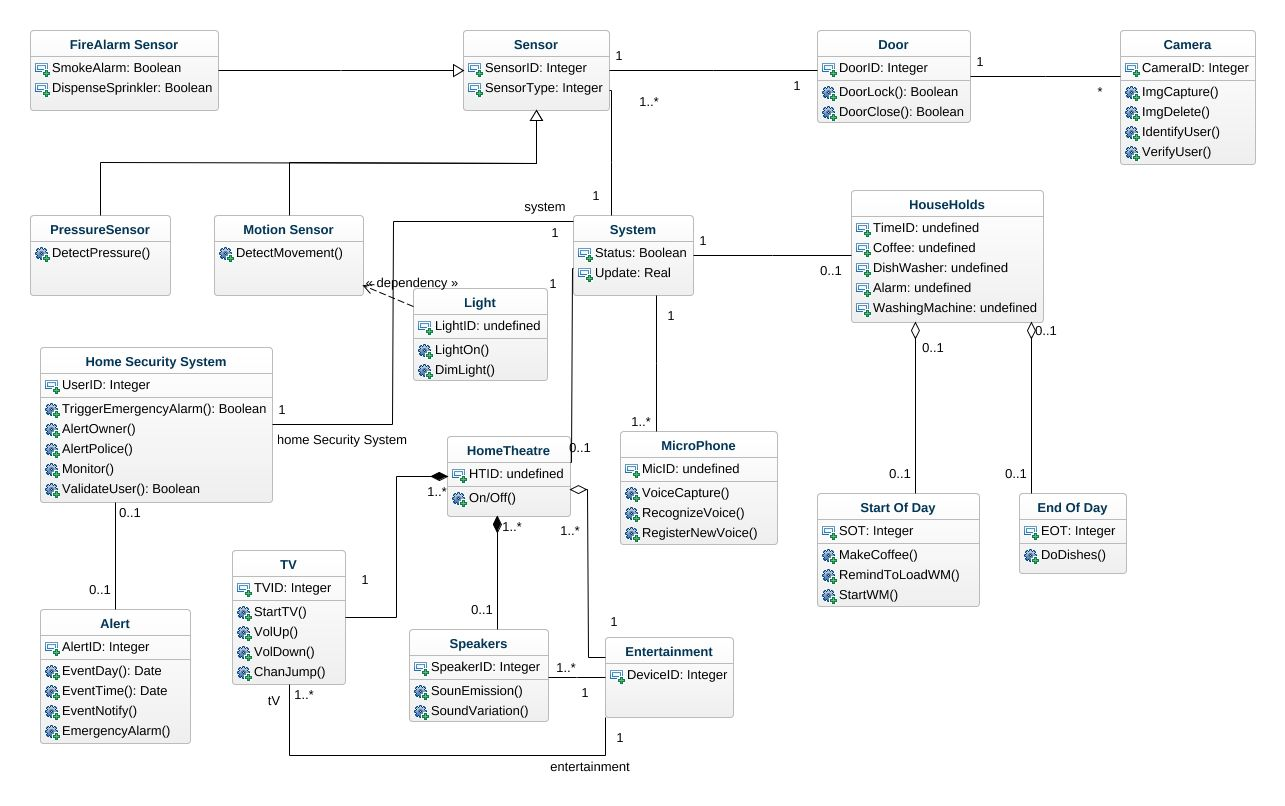 FireAlarm Sensor
SmokeAlarm: Boolean
DispenseSprinkler: Boolean
Sensor
SensorID: Integer
SensorType: Integer
1
1
1..*
Door
DoorID: Integer
DoorLock(): Boolean
DoorClose(): Boolean
1
*
Camera
CameraID: Integer
ImgCapture()
ImgDelete()
IdentifyUser()
VerifyUser()
PressureSensor
DetectPressure()
Motion Sensor
DetectMovement()
« dependency »
system
1
1
1
System
Status: Boolean
Update: Real
1
0..1
1
HouseHolds
TimeID: undefined
Coffee: undefined
DishWasher: undefined
Alarm: undefined
WashingMachine: undefined
0..1
0..1
Light
LightID: undefined
LightOn()
DimLight()
Home Security System
UserID: Integer
TriggerEmergencyAlarm(): Boolean
AlertOwner()
AlertPolice()
Monitor()
ValidateUser(): Boolean
1
home Security System
0..1
0..1
HomeTheatre
HTID: undefined
On/Off()
0..1
1..*
1..*
1..*
1..*
MicroPhone
MicID: undefined
VoiceCapture()
RecognizeVoice()
RegisterNewVoice()
0..1
0..1
Start Of Day
SOT: Integer
MakeCoffee()
RemindToLoadWM()
StartWM()
End Of Day
EOT: Integer
DoDishes()
TV
TVID: Integer
StartTV()
VolUp()
VolDown()
ChanJump()
1
tV
1..*
Alert
AlertID: Integer
EventDay(): Date
EventTime(): Date
EventNotify()
EmergencyAlarm()
0..1
Speakers
SpeakerID: Integer
SounEmission()
SoundVariation()
1..*
1
1
Entertainment
DeviceID: Integer
1
entertainment